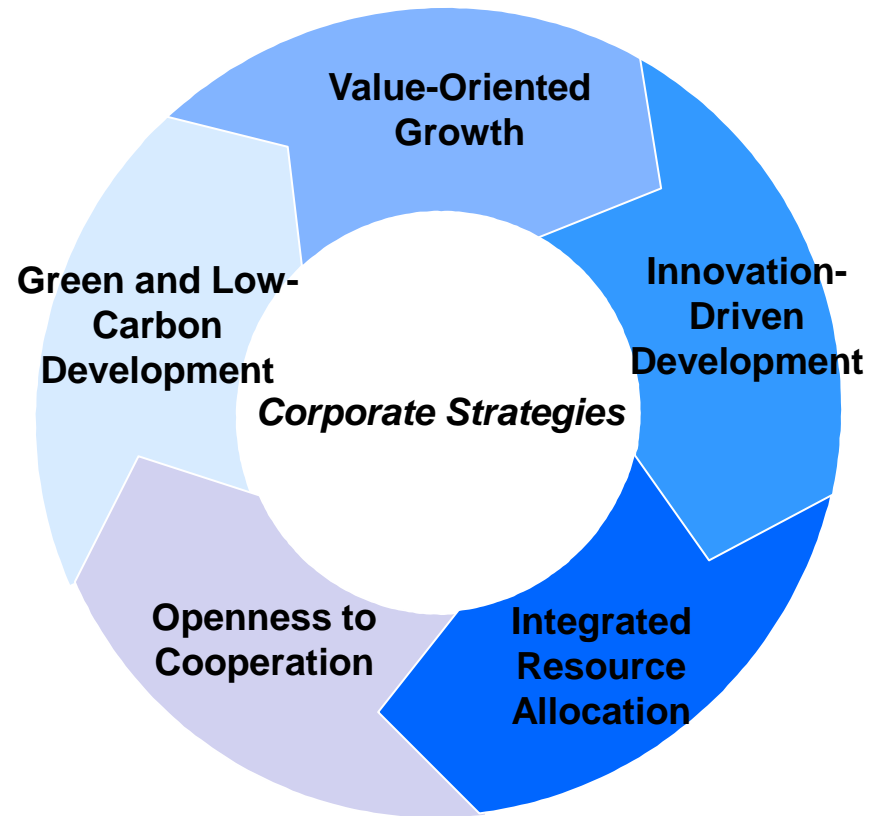 Value-Oriented
Growth
Innovation-
Driven
Development
Integrated
Resource
Allocation
Openness to
Cooperation
Green and Low-
Carbon
Development
Corporate Strategies